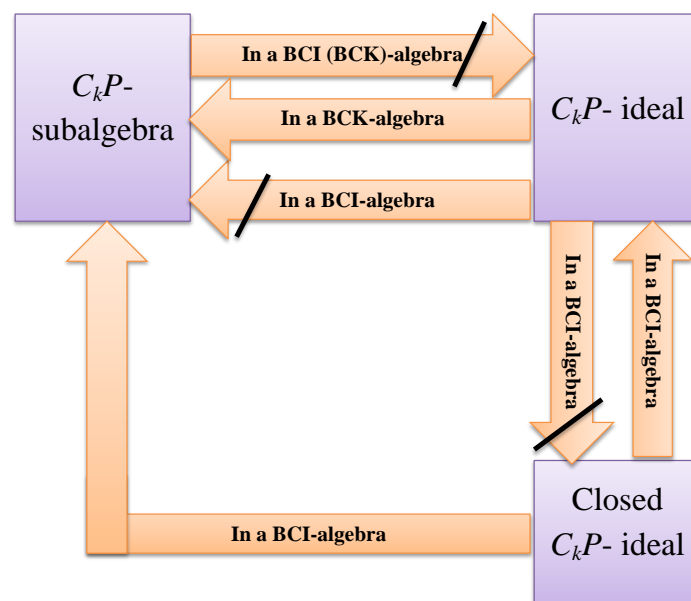 In a BCI (BCK)-algebra
CₖP-
subalgebra
CₖP- ideal
In a BCK-algebra
In a BCI-algebra
In a BCI-algebra
In a BCI-algebra
Closed
CₖP- ideal
In a BCI-algebra